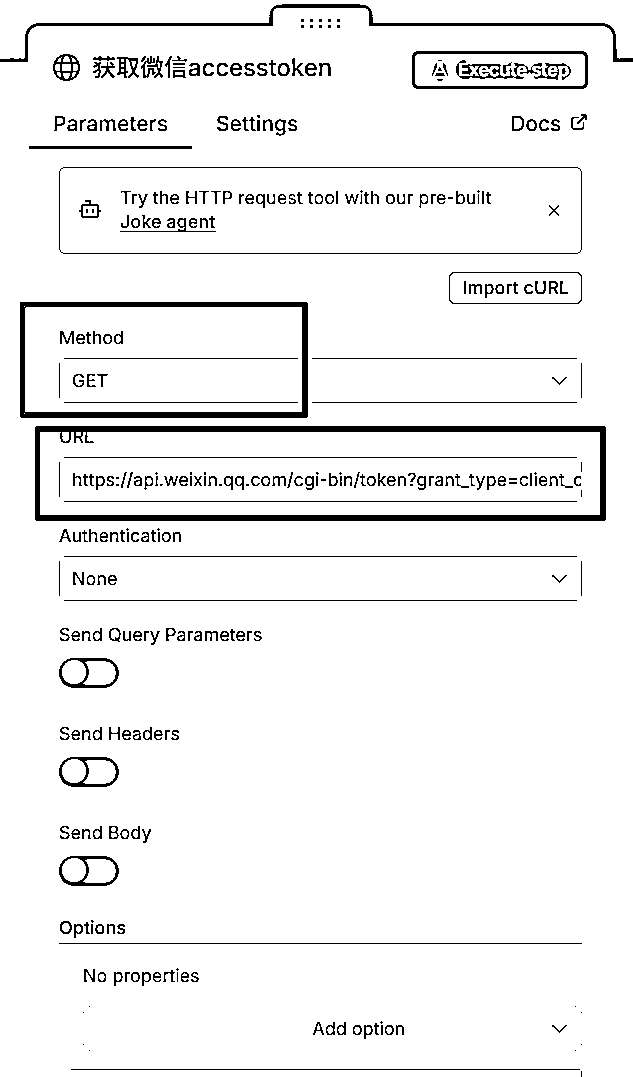 获取微信accesstoken
Execute step
Parameters
Settings
Docs
Try the HTTP request tool with our pre-built
Joke agent
Import cURL
Method
GET
URL
https://api.weixin.qq.com/cgi-bin/token?grant_type=client_c
Authentication
None
Send Query Parameters
Send Headers
Send Body
Options
No properties
Add option